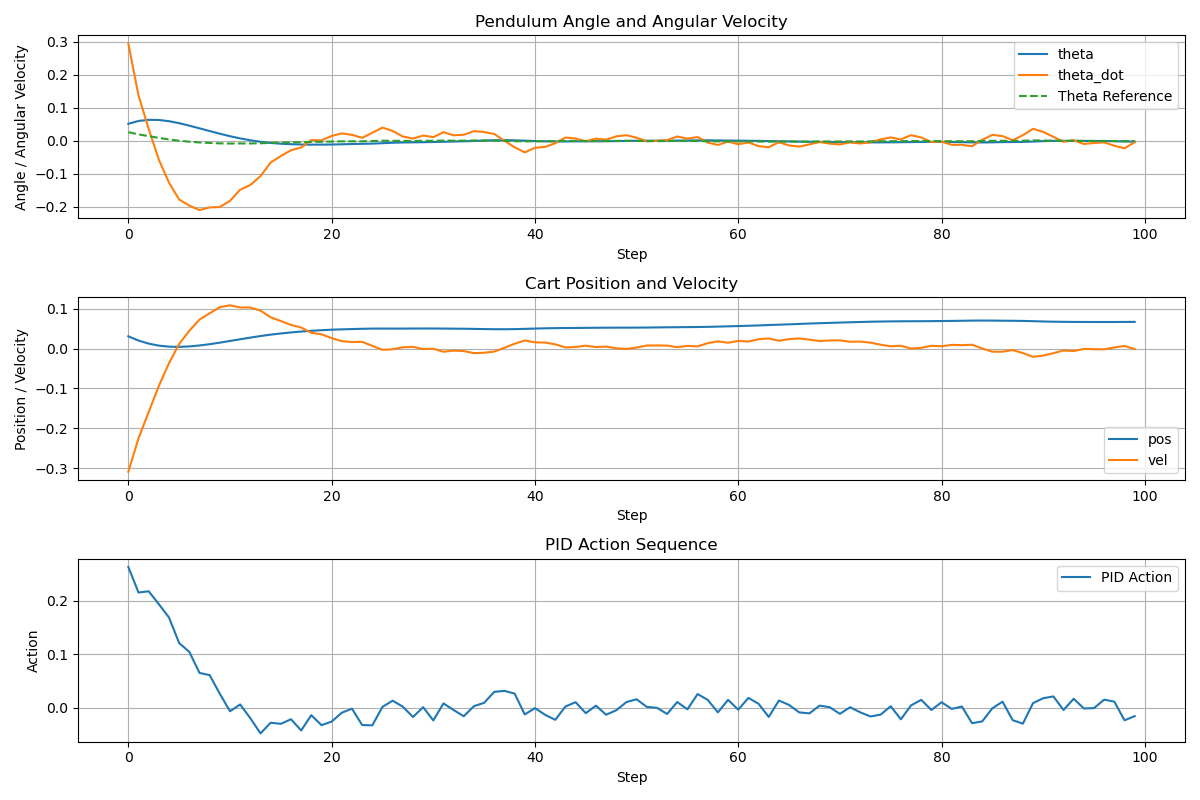 Pendulum Angle and Angular Velocity
Angle / Angular Velocity
0.3
0.2
0.1
0.0
−0.1
−0.2
theta
theta_dot
Theta Reference
0 20 40 60 80 100
Step
Cart Position and Velocity
Position / Velocity
0.1
0.0
−0.1
−0.2
−0.3
pos
vel
0 20 40 60 80 100
Step
PID Action Sequence
Action
0.2
0.1
0.0
PID Action
0 20 40 60 80 100
Step